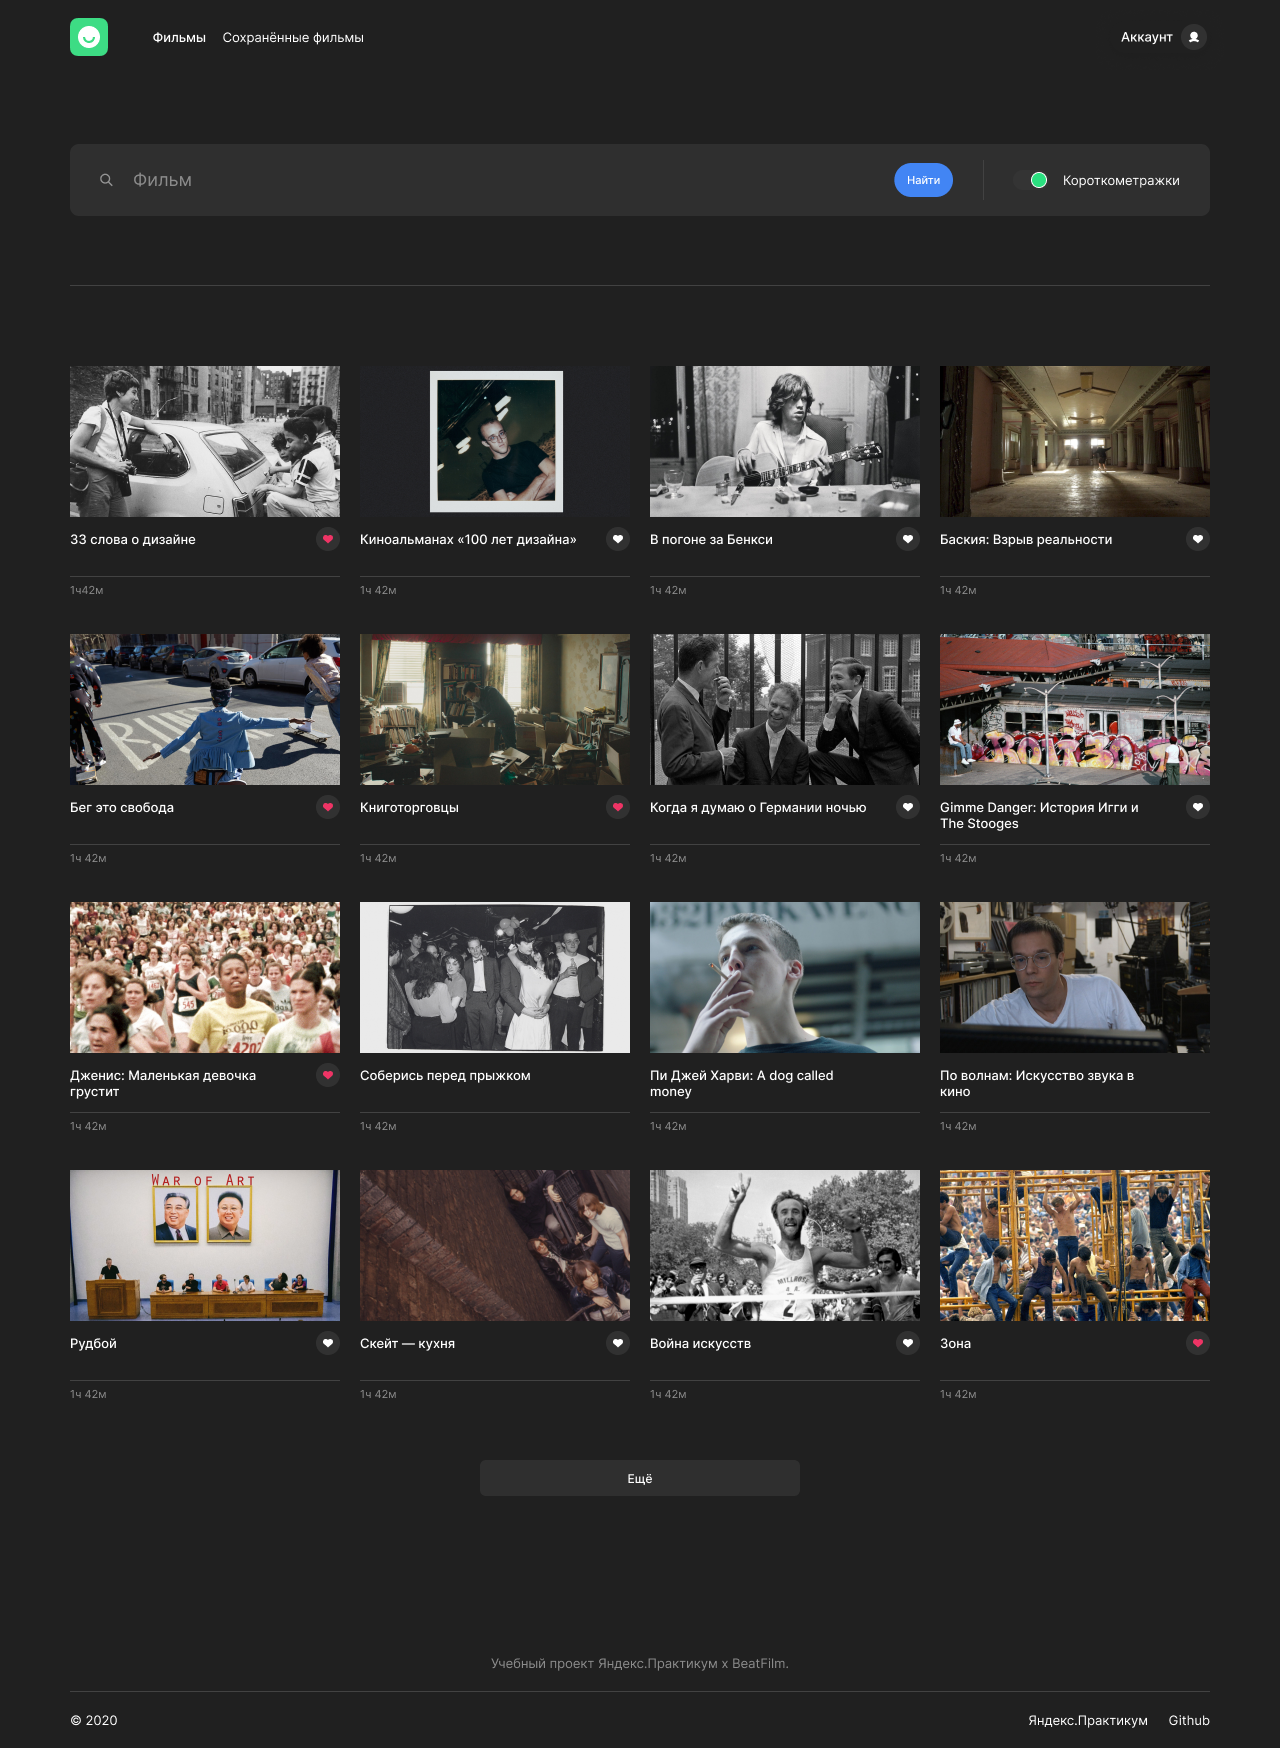 Фильмы Сохранённые фильмы Аккаунт
Фильм Найти Короткометражки
33 слова о дизайне
1ч42м
Киноальманах «100 лет дизайна»
1ч 42м
В погоне за Бенкси
1ч 42м
Баския: Взрыв реальности
1ч 42м
RUN
Бег это свобода
1ч 42м
Книготорговцы
1ч 42м
Когда я думаю о Германии ночью
1ч 42м
Gimme Danger: История Игги и
The Stooges
1ч 42м
Дженис: Маленькая девочка
грустит
1ч 42м
Соберись перед прыжком
1ч 42м
Пи Джей Харви: A dog called
money
1ч 42м
По волнам: Искусство звука в
кино
1ч 42м
WAR OF ART
Рудбой
1ч 42м
Скейт — кухня
1ч 42м
Война искусств
1ч 42м
Зона
1ч 42м
Ещё
Учебный проект Яндекс.Практикум х BeatFilm.
© 2020 Яндекс.Практикум Github